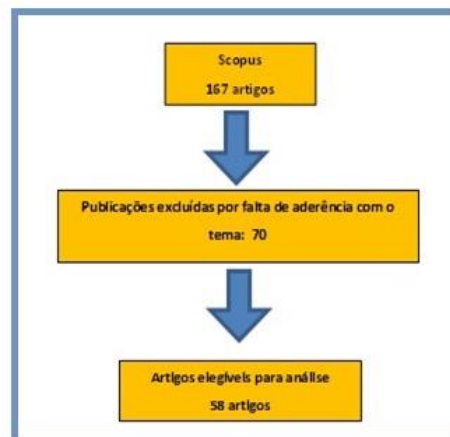 Scopus
167 artigos
Publicações excluídas por falta de aderência com o
tema: 70
Artigos elegíveis para análise
58 artigos